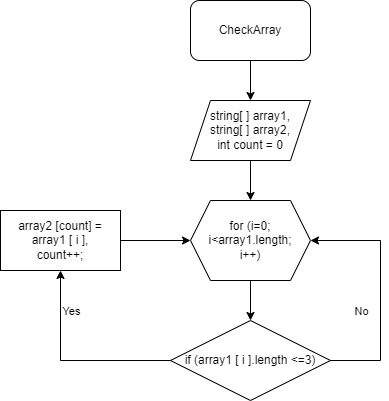 CheckArray
string[ ] array1,
string[ ] array2,
int count = 0
for (i=0;
i<array1.length;
i++)
array2 [count] =
array1 [ i ],
count++;
Yes
No
if (array1 [ i ].length <=3)